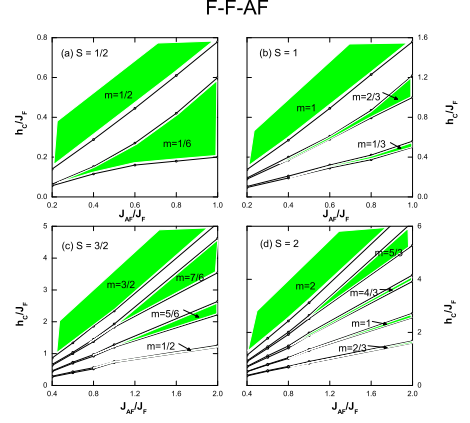 F-F-AF
(a) S = 1/2
m=1/2
m=1/6
h_C/J_F
0.8
0.6
0.4
0.2
0.0
0.2 0.4 0.6 0.8 1.0
J_AF/J_F
(b) S = 1
m=2/3
m=1
m=1/3
h_C/J_F
1.6
1.2
0.8
0.4
0.0
0.2 0.4 0.6 0.8 1.0
J_AF/J_F
(c) S = 3/2
m=7/6
m=3/2
m=5/6
m=1/2
h_C/J_F
5
4
3
2
1
0
0.4 0.8 1.2 1.6 2.0
J_AF/J_F
(d) S = 2
m=5/3
m=2
m=4/3
m=1
m=2/3
h_C/J_F
6
4
2
0
0.4 0.8 1.2 1.6 2.0
J_AF/J_F